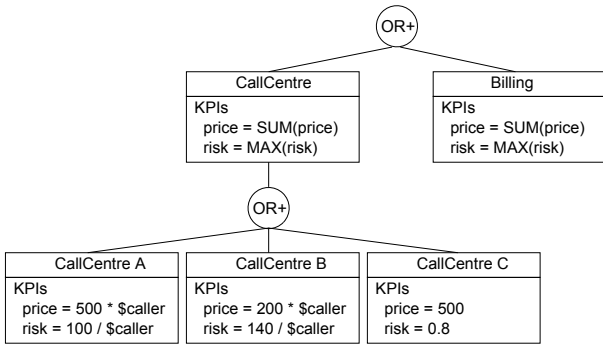 OR+
CallCentre
KPIs
price = SUM(price)
risk = MAX(risk)
Billing
KPIs
price = SUM(price)
risk = MAX(risk)
OR+
CallCentre A
KPIs
price = 500 * $caller
risk = 100 / $caller
CallCentre B
KPIs
price = 200 * $caller
risk = 140 / $caller
CallCentre C
KPIs
price = 500
risk = 0.8